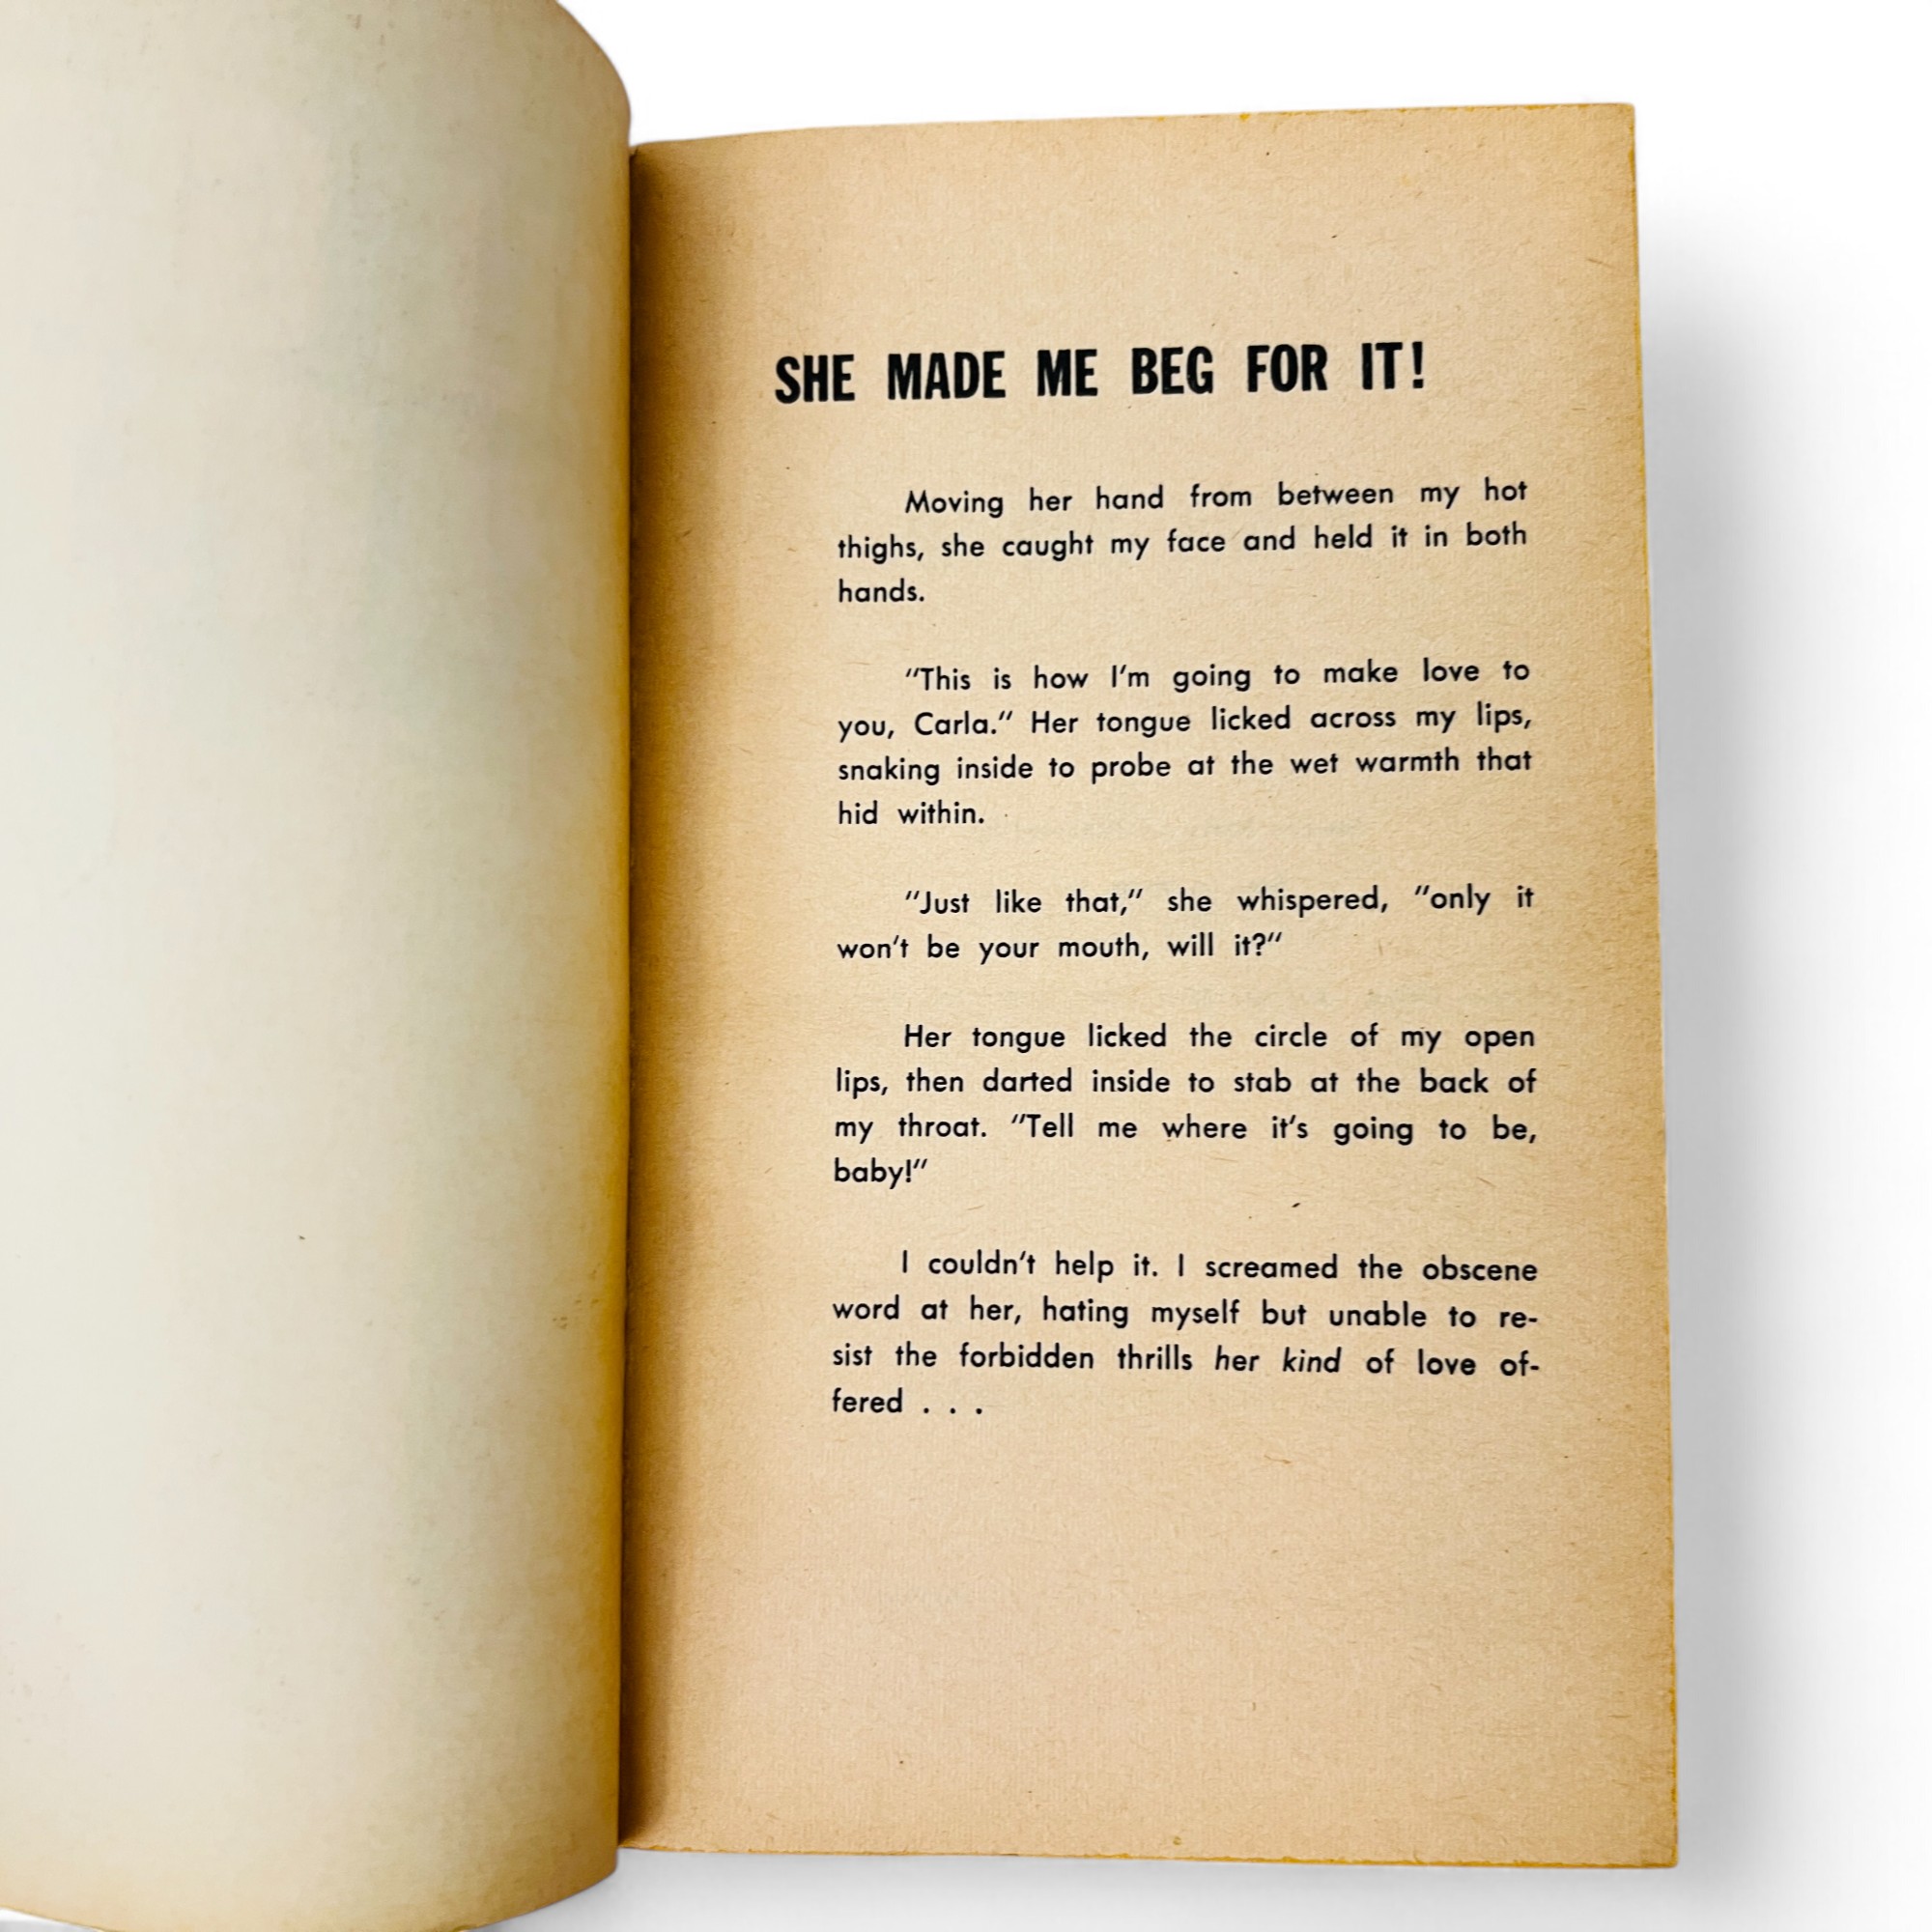 SHE MADE ME BEG FOR IT!
Moving her hand from between my hot
thighs, she caught my face and held it in both
hands.
"This is how I'm going to make love to
you, Carla." Her tongue licked across my lips,
snaking inside to probe at the wet warmth that
hid within.
"Just like that," she whispered, "only it
won't be your mouth, will it?"
Her tongue licked the circle of my open
lips, then darted inside to stab at the back of
my throat. "Tell me where it's going to be,
baby!"
I couldn't help it. I screamed the obscene
word at her, hating myself but unable to re-
sist the forbidden thrills her kind of love of-
fered . . .